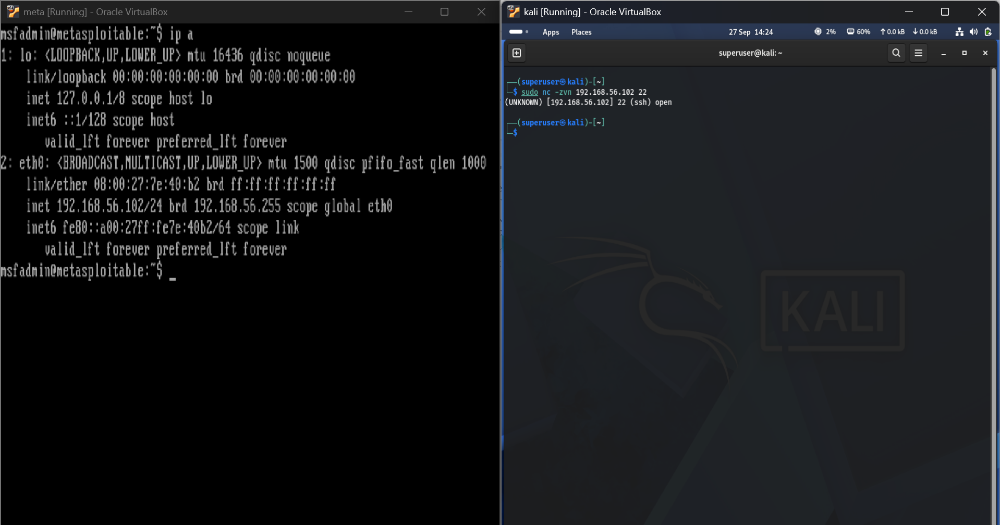 meta [Running] - Oracle VirtualBox
msfadmin@metasploitable:~$ ip a
1: lo: <LOOPBACK,UP,LOWER_UP> mtu 16436 qdisc noqueue
    link/loopback 00:00:00:00:00:00 brd 00:00:00:00:00:00
    inet 127.0.0.1/8 scope host lo
    inet6 ::1/128 scope host
       valid_lft forever preferred_lft forever
2: eth0: <BROADCAST,MULTICAST,UP,LOWER_UP> mtu 1500 qdisc pfifo_fast qlen 1000
    link/ether 08:00:27:7e:40:b2 brd ff:ff:ff:ff:ff:ff
    inet 192.168.56.102/24 brd 192.168.56.255 scope global eth0
    inet6 fe80::a00:27ff:fe7e:40b2/64 scope link
       valid_lft forever preferred_lft forever
msfadmin@metasploitable:~$ _
kali [Running] - Oracle VirtualBox
Apps Places 27 Sep 14:24 2% 60% ↑0.0 kB ↓0.0 kB
superuser@kali: ~
┌──(superuser㉿kali)-[~]
└─$ sudo nc -zvn 192.168.56.102 22
(UNKNOWN) [192.168.56.102] 22 (ssh) open
┌──(superuser㉿kali)-[~]
└─$
KALI